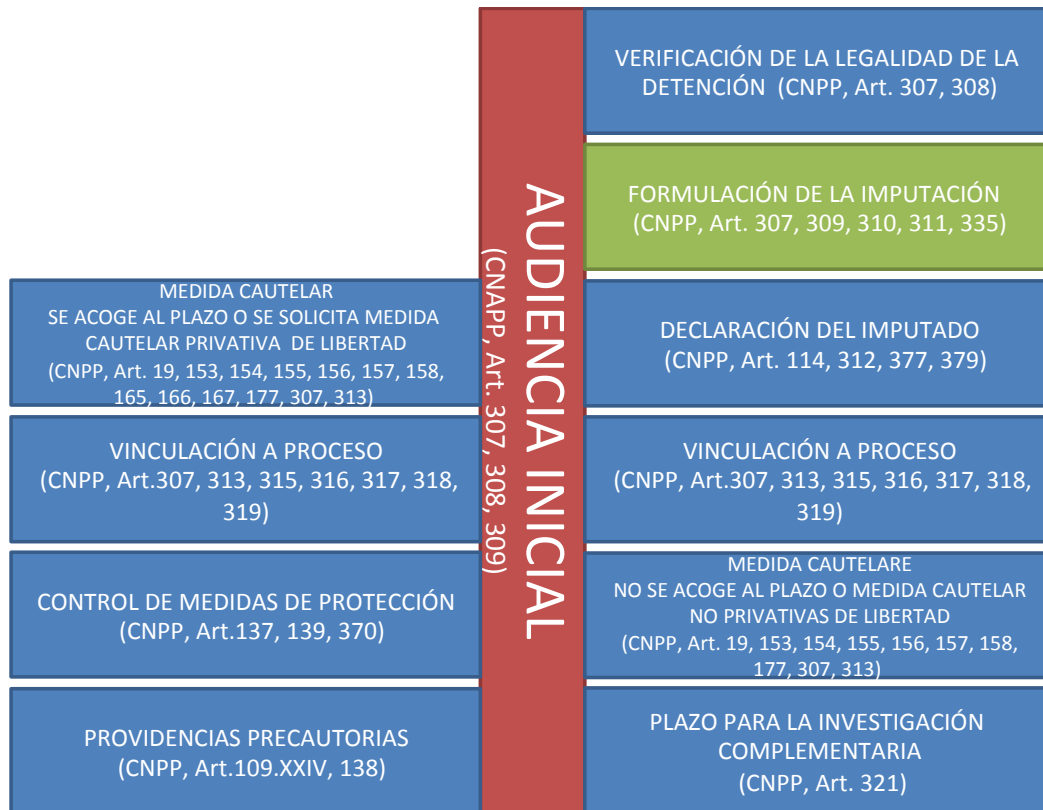 VERIFICACIÓN DE LA LEGALIDAD DE LA
DETENCIÓN (CNPP, Art. 307, 308)
FORMULACIÓN DE LA IMPUTACIÓN
(CNPP, Art. 307, 309, 310, 311, 335)
AUDIENCIA INICIAL
(CNAPP, Art. 307, 308, 309)
MEDIDA CAUTELAR
SE ACOGE AL PLAZO O SE SOLICITA MEDIDA
CAUTELAR PRIVATIVA DE LIBERTAD
(CNPP, Art. 19, 153, 154, 155, 156, 157, 158,
165, 166, 167, 177, 307, 313)
DECLARACIÓN DEL IMPUTADO
(CNPP, Art. 114, 312, 377, 379)
VINCULACIÓN A PROCESO
(CNPP, Art.307, 313, 315, 316, 317, 318,
319)
VINCULACIÓN A PROCESO
(CNPP, Art.307, 313, 315, 316, 317, 318,
319)
CONTROL DE MEDIDAS DE PROTECCIÓN
(CNPP, Art.137, 139, 370)
MEDIDA CAUTELARE
NO SE ACOGE AL PLAZO O MEDIDA CAUTELAR
NO PRIVATIVAS DE LIBERTAD
(CNPP, Art. 19, 153, 154, 155, 156, 157, 158,
177, 307, 313)
PROVIDENCIAS PRECAUTORIAS
(CNPP, Art.109.XXIV, 138)
PLAZO PARA LA INVESTIGACIÓN
COMPLEMENTARIA
(CNPP, Art. 321)